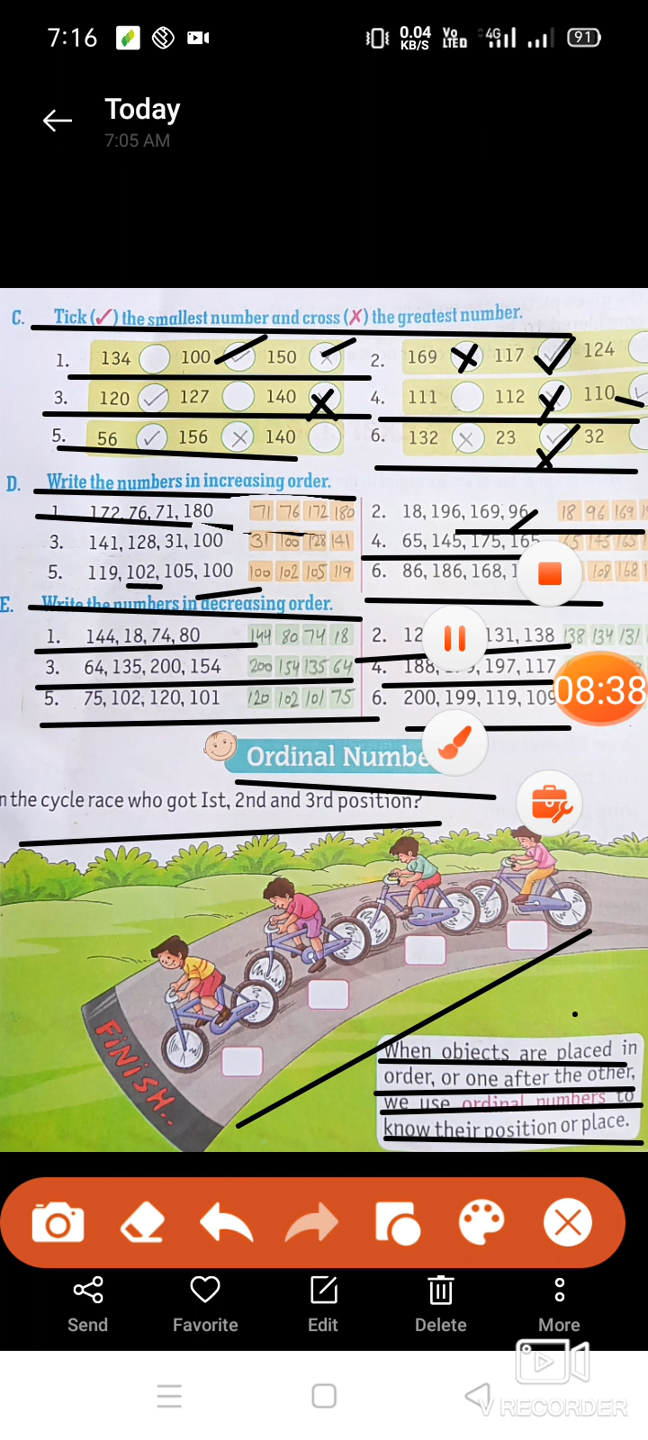 7:16 0.04 KB/S Vo LTE 4G 91
Today
7:05 AM
C. Tick (✓) the smallest number and cross (✗) the greatest number.
1. 134 100 150 2. 169 117 124
3. 120 127 140 4. 111 112 110
5. 56 156 140 6. 132 23 32
D. Write the numbers in increasing order.
1. 172, 76, 71, 180 71 76 172 180 2. 18, 196, 169, 96 18 96 169
3. 141, 128, 31, 100 31 100 128 141 4. 65, 145, 175, 165 65 145 165
5. 119, 102, 105, 100 100 102 105 119 6. 86, 186, 168, 108 168
E. Write the numbers in decreasing order.
1. 144, 18, 74, 80 144 80 74 18 2. 131, 138 138 134 131
3. 64, 135, 200, 154 200 154 135 64 4. 188, 197, 117
5. 75, 102, 120, 101 120 102 101 75 6. 200, 199, 119, 109
08:38
Ordinal Numbe
n the cycle race who got Ist, 2nd and 3rd position?
FINISH..
When objects are placed in
order, or one after the other,
we use ordinal numbers to
know their position or place.
Send Favorite Edit Delete More
V RECORDER